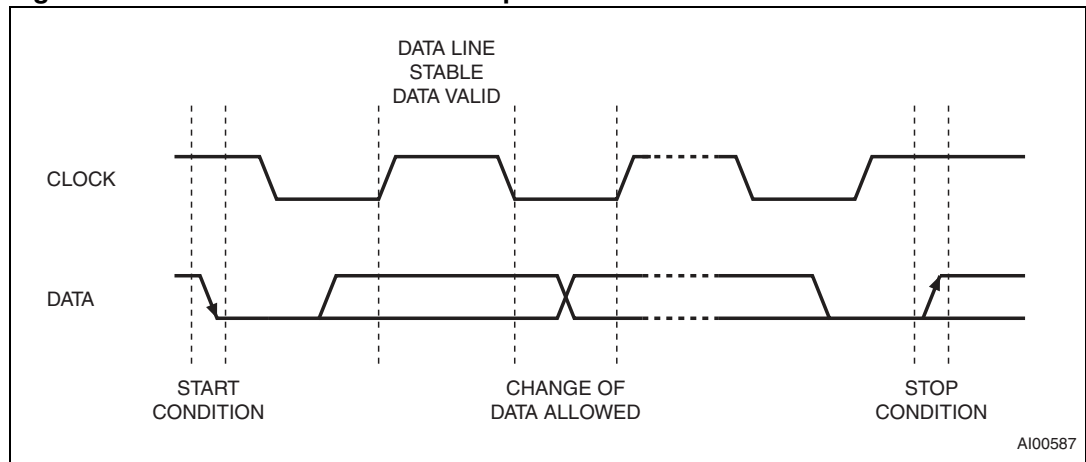 DATA LINE
STABLE
DATA VALID
CLOCK
DATA
START
CONDITION
CHANGE OF
DATA ALLOWED
STOP
CONDITION
AI00587